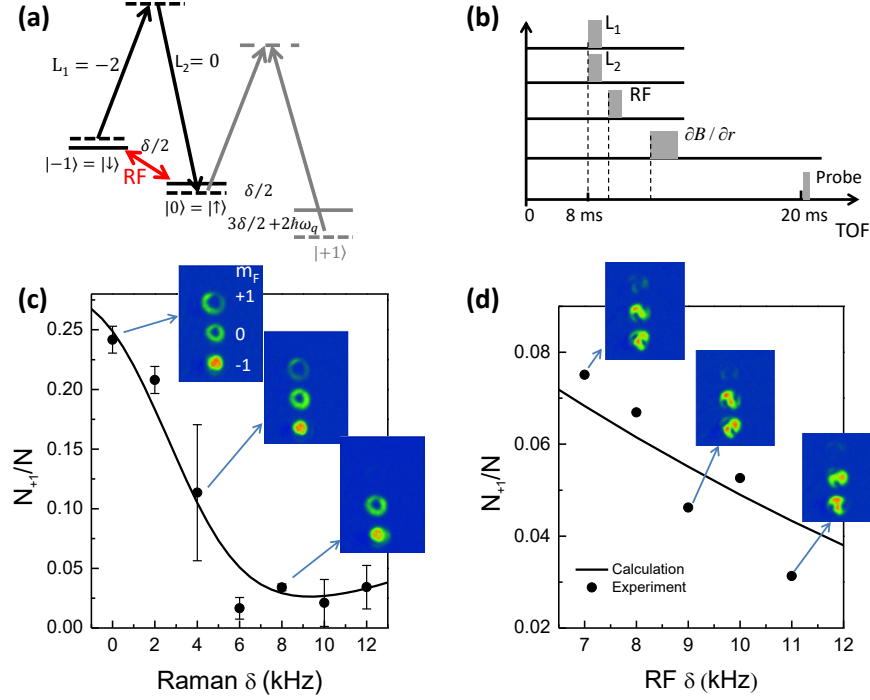 (a)
L₁ = −2
L₂= 0
δ/2
|−1⟩ = |↓⟩
RF
|0⟩ = |↑⟩
δ/2
3δ/2+2ℏω_q
|+1⟩
(b)
L₁
L₂
RF
∂B / ∂r
Probe
0
8 ms
20 ms
TOF
(c)
m_F
+1
0
-1
0.25
0.20
0.15
0.10
0.05
0.00
N₊₁/N
0 2 4 6 8 10 12
Raman δ (kHz)
(d)
0.08
0.06
0.04
0.02
N₊₁/N
Calculation
Experiment
7 8 9 10 11 12
RF δ (kHz)